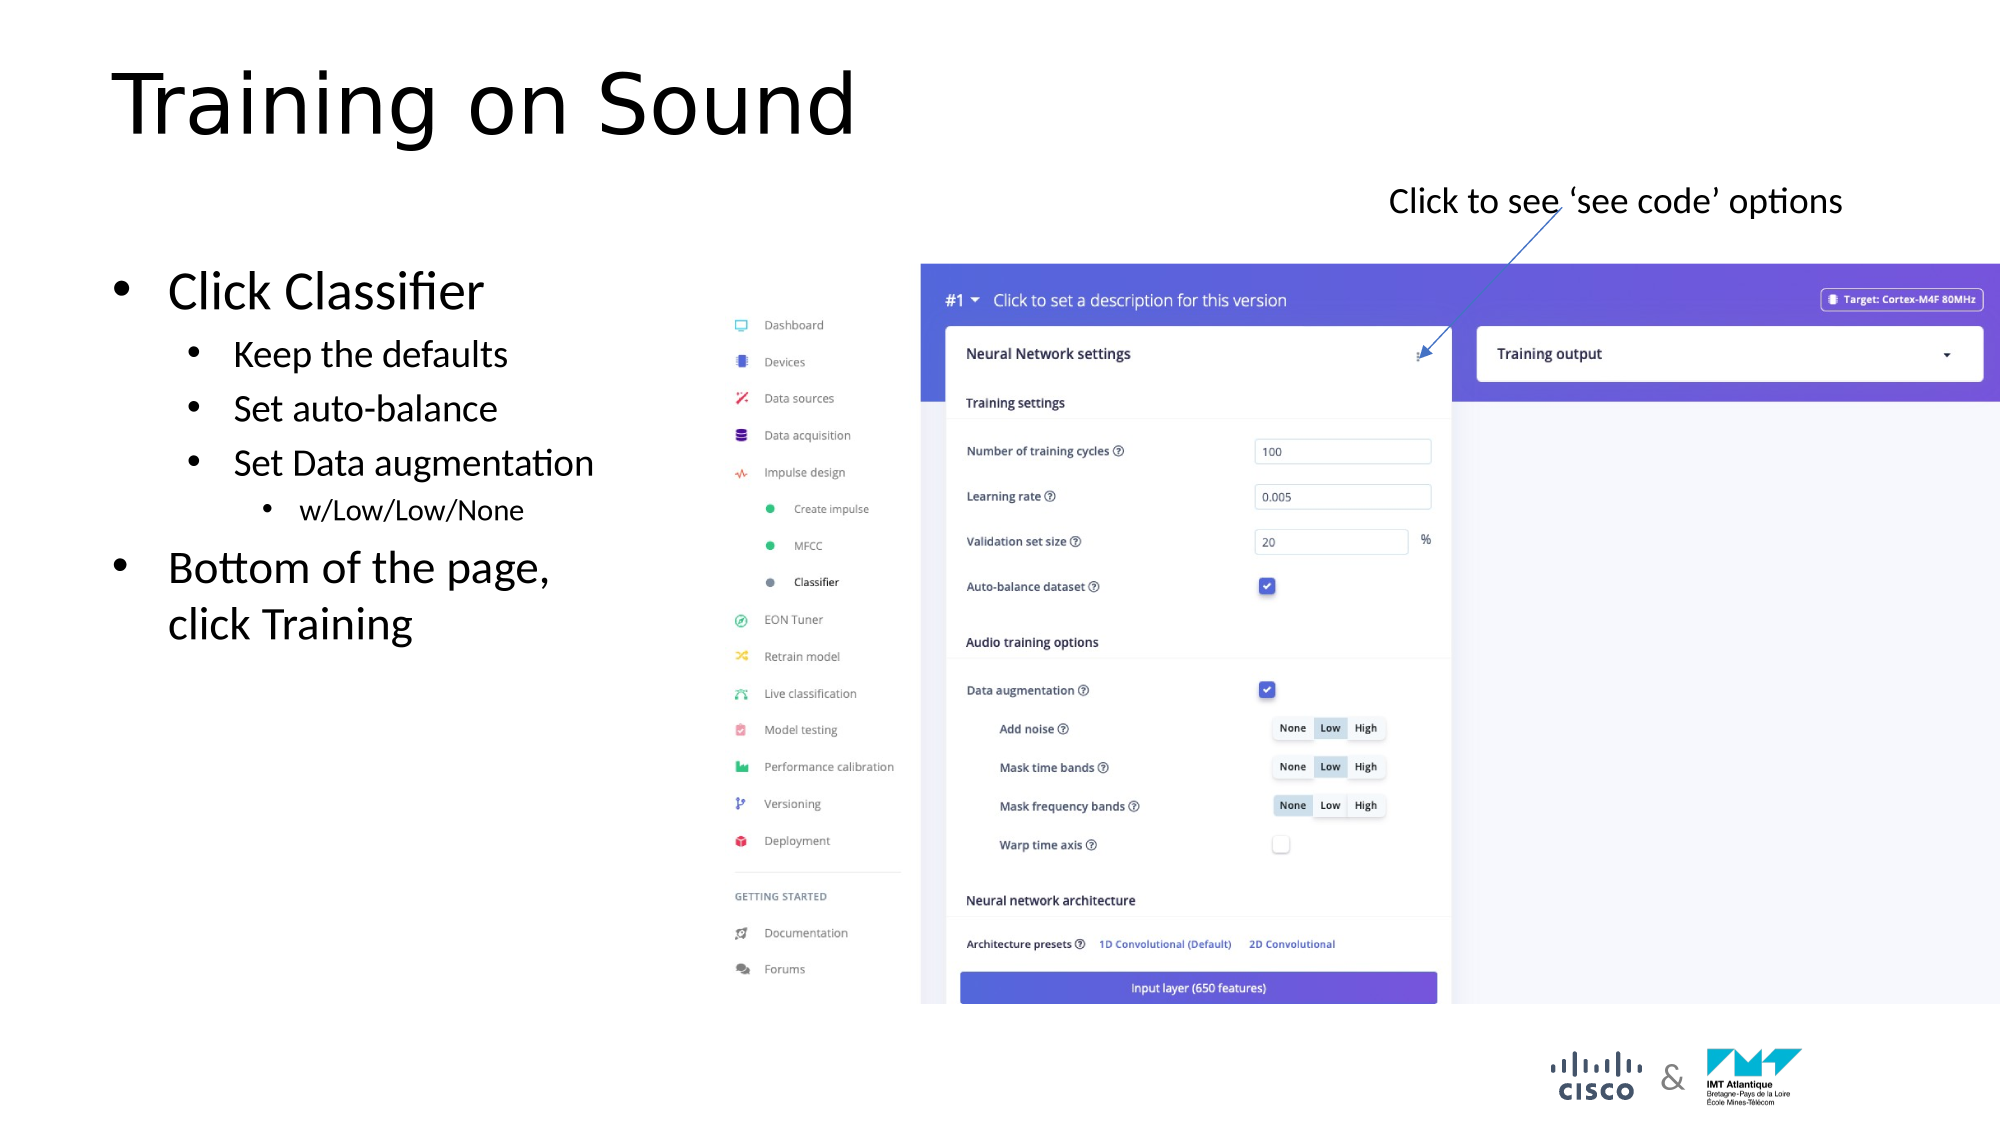 Training on Sound
Click to see ‘see code’ options
• Click Classifier
• Keep the defaults
• Set auto-balance
• Set Data augmentation
• w/Low/Low/None
• Bottom of the page,
click Training
Dashboard
Devices
Data sources
Data acquisition
Impulse design
Create impulse
MFCC
Classifier
EON Tuner
Retrain model
Live classification
Model testing
Performance calibration
Versioning
Deployment
GETTING STARTED
Documentation
Forums
#1 Click to set a description for this version
Target: Cortex-M4F 80MHz
Neural Network settings
Training output
Training settings
Number of training cycles 100
Learning rate 0.005
Validation set size 20 %
Auto-balance dataset
Audio training options
Data augmentation
Add noise None Low High
Mask time bands None Low High
Mask frequency bands None Low High
Warp time axis
Neural network architecture
Architecture presets 1D Convolutional (Default) 2D Convolutional
Input layer (650 features)
CISCO
&
IMT Atlantique
Bretagne-Pays de la Loire
École Mines-Télécom